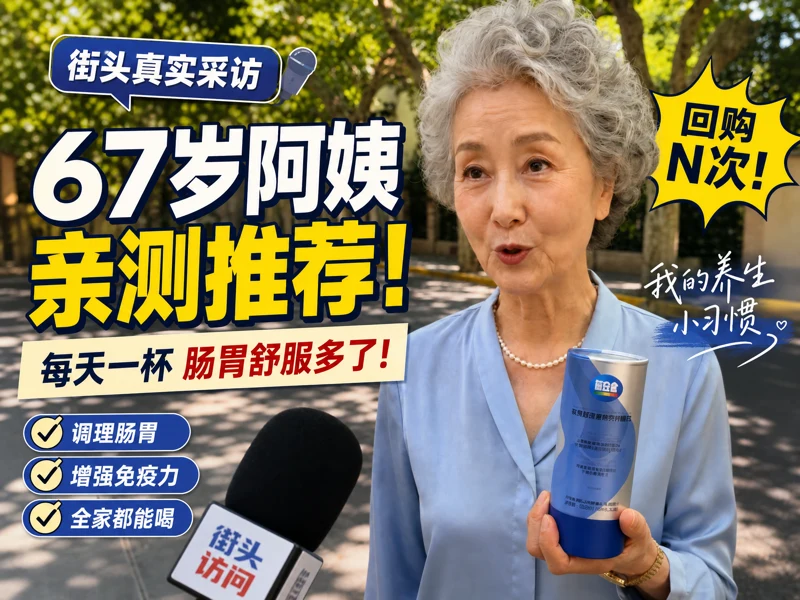 街头真实采访
67岁阿姨
亲测推荐!
每天一杯 肠胃舒服多了!
调理肠胃
增强免疫力
全家都能喝
回购
N次!
我的养生
小习惯
街头
访问